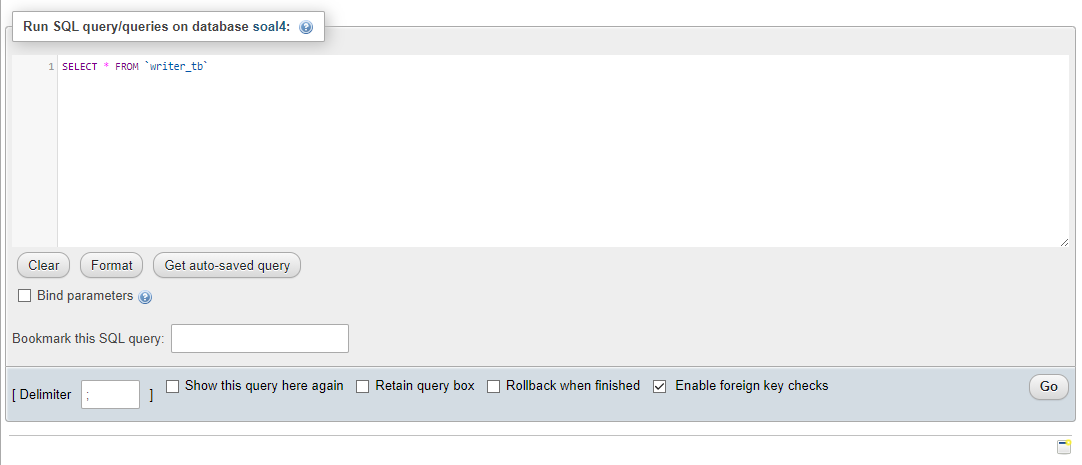 Run SQL query/queries on database soal4:
1 SELECT * FROM `writer_tb`
Clear Format Get auto-saved query
Bind parameters
Bookmark this SQL query:
[ Delimiter ; ] Show this query here again Retain query box Rollback when finished Enable foreign key checks Go